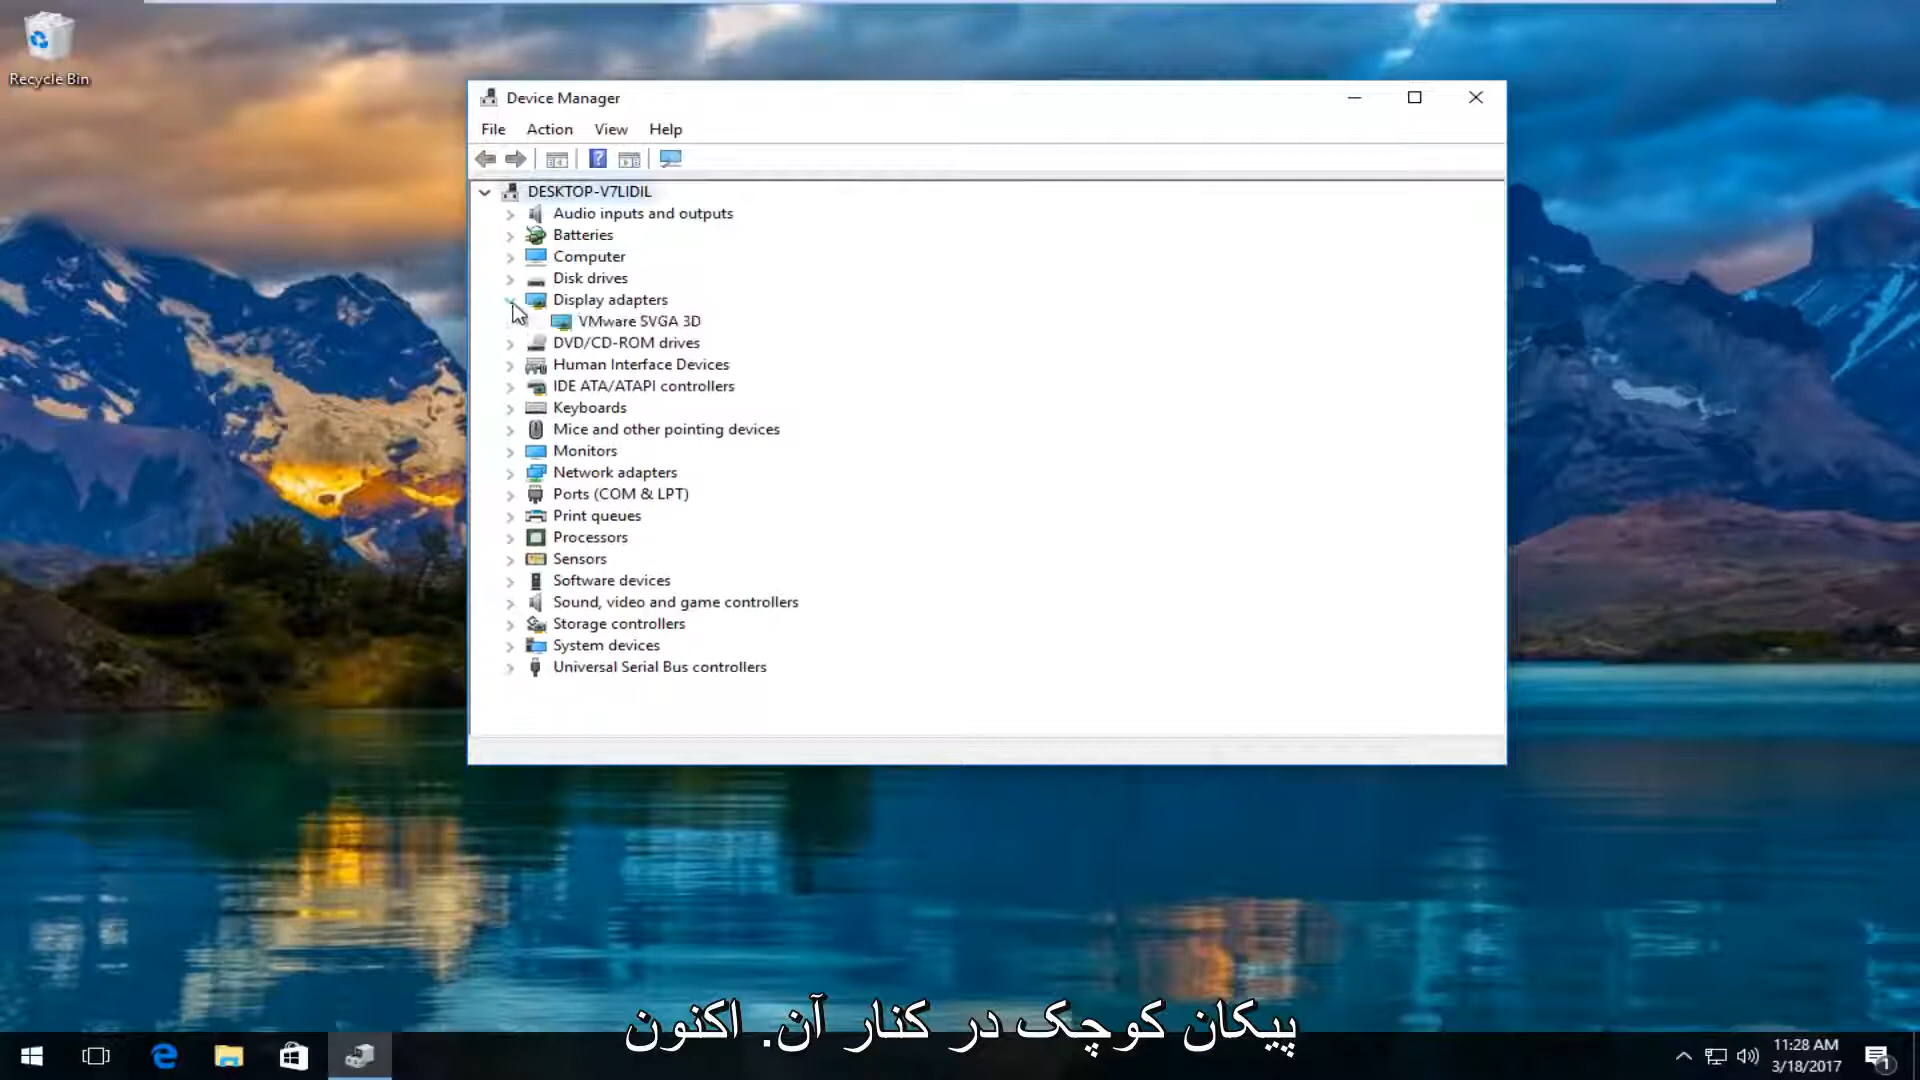 Recycle Bin
Device Manager
File Action View Help
DESKTOP-V7LIDIL
Audio inputs and outputs
Batteries
Computer
Disk drives
Display adapters
VMware SVGA 3D
DVD/CD-ROM drives
Human Interface Devices
IDE ATA/ATAPI controllers
Keyboards
Mice and other pointing devices
Monitors
Network adapters
Ports (COM & LPT)
Print queues
Processors
Sensors
Software devices
Sound, video and game controllers
Storage controllers
System devices
Universal Serial Bus controllers
پیکان کوچک در کنار آن. اکنون
11:28 AM
3/18/2017
1